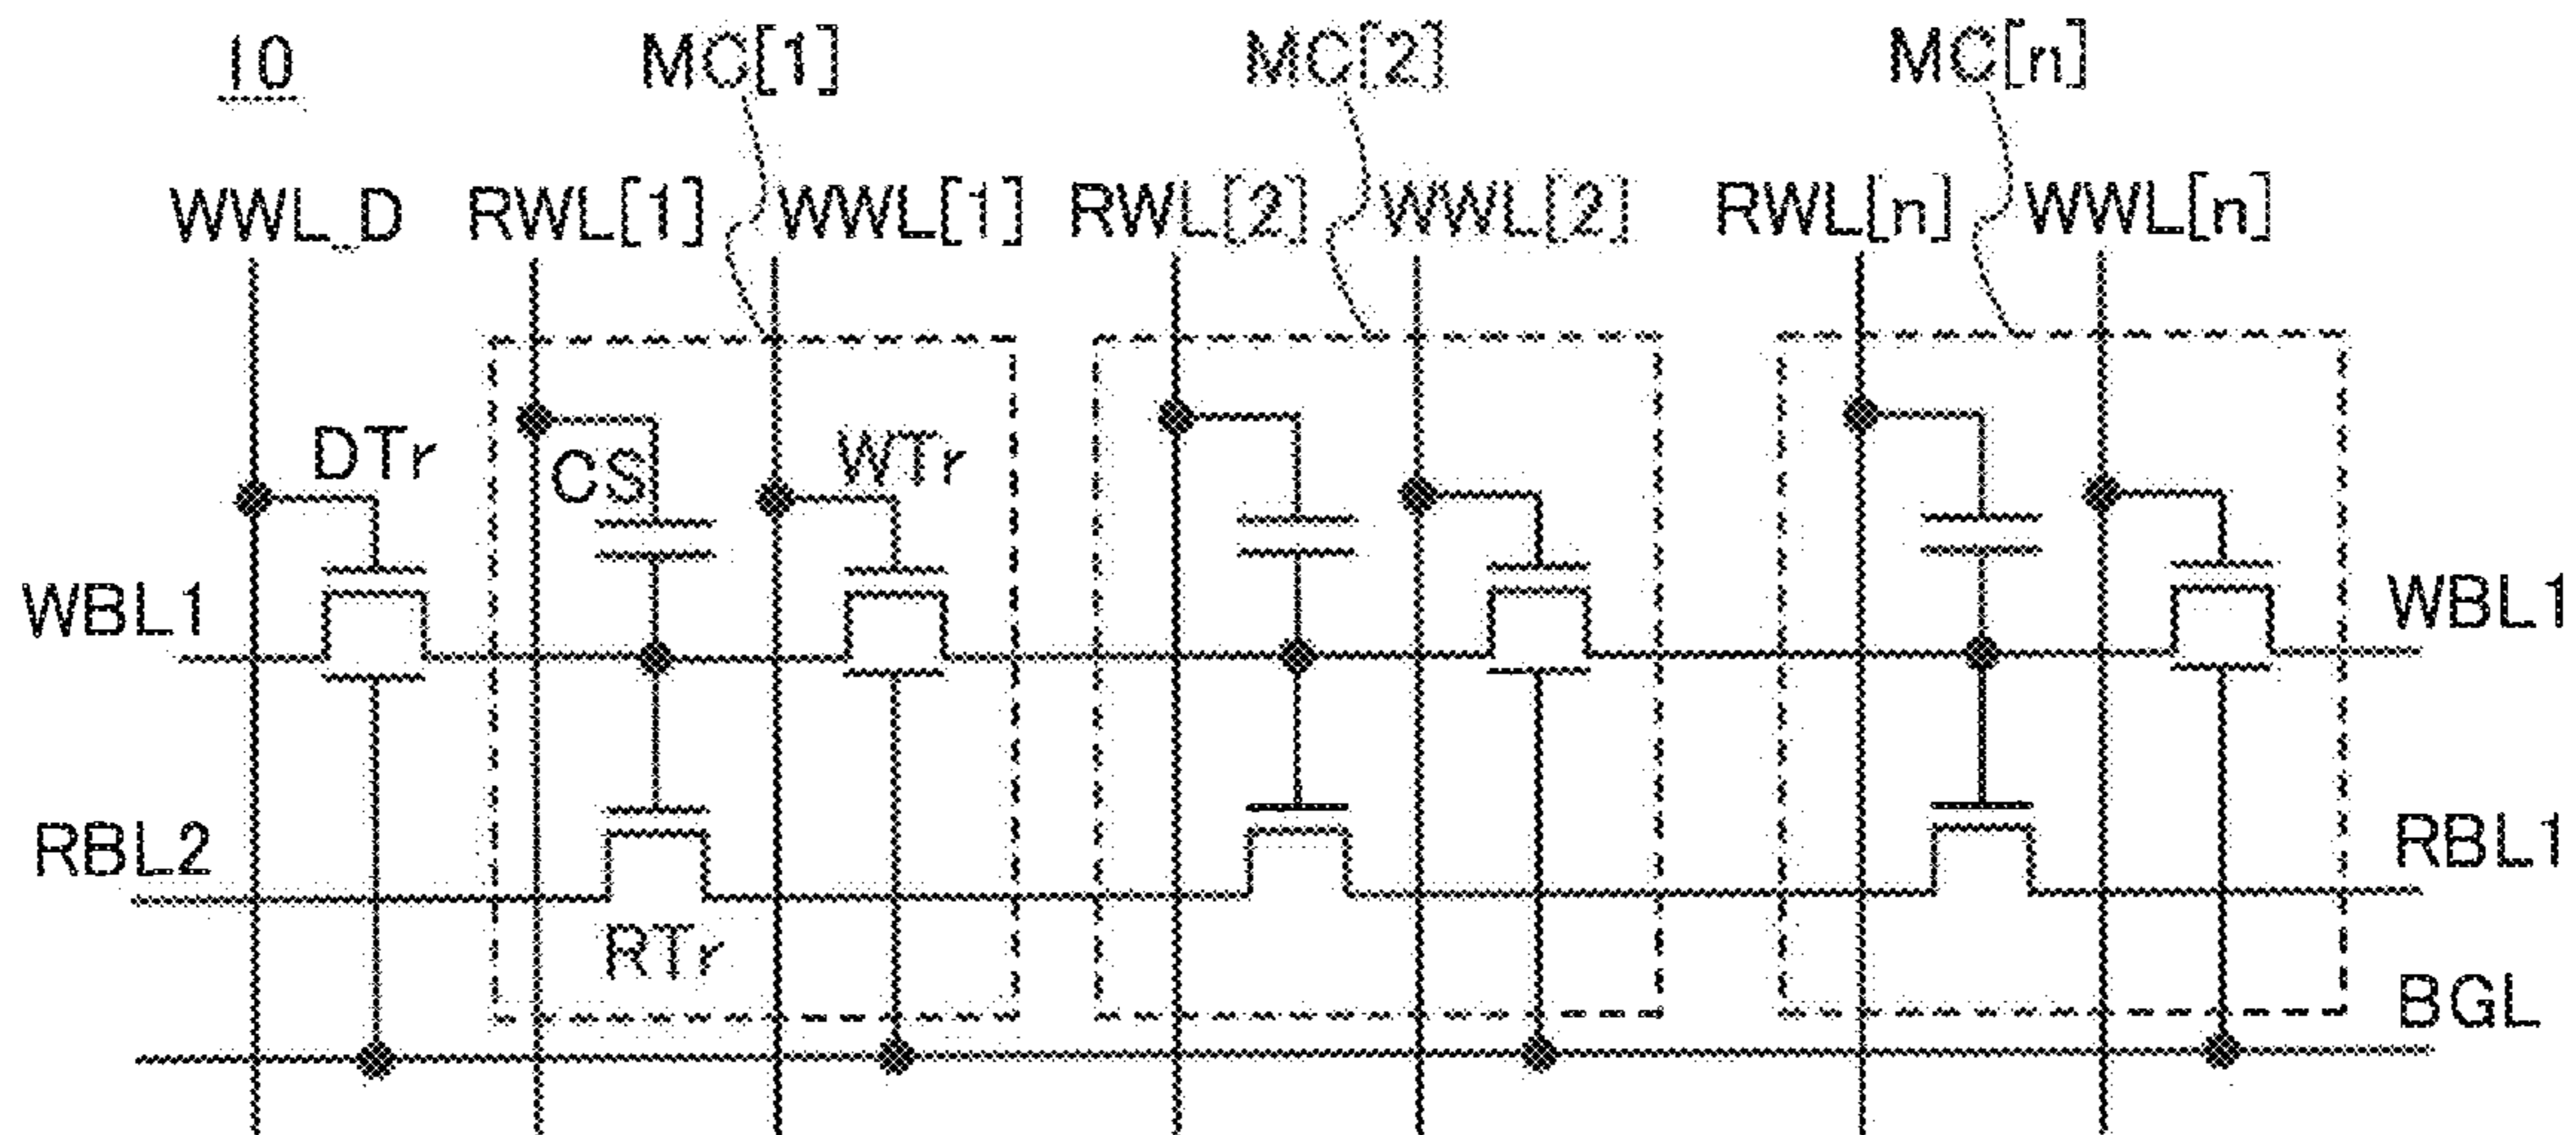 10 MC[1] MC[2] MC[n]
WWL_D RWL[1] WWL[1] RWL[2] WWL[2] RWL[n] WWL[n]
DTr CS WTr
WBL1 WBL1
RBL2 RBL1
RTr
BGL